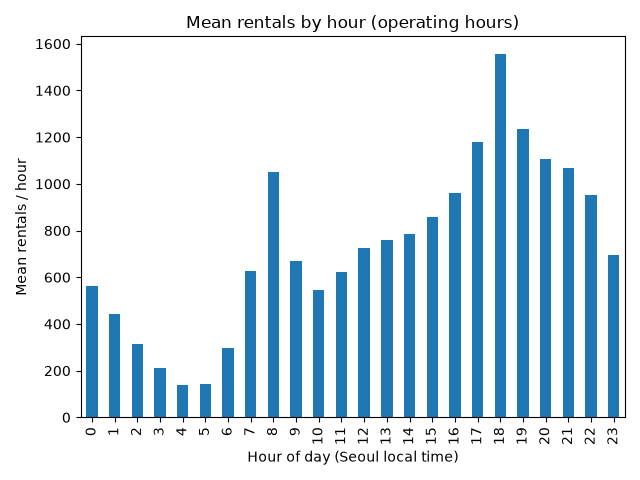 Mean rentals by hour (operating hours)
Mean rentals / hour
1600
1400
1200
1000
800
600
400
200
0
0 1 2 3 4 5 6 7 8 9 10 11 12 13 14 15 16 17 18 19 20 21 22 23
Hour of day (Seoul local time)